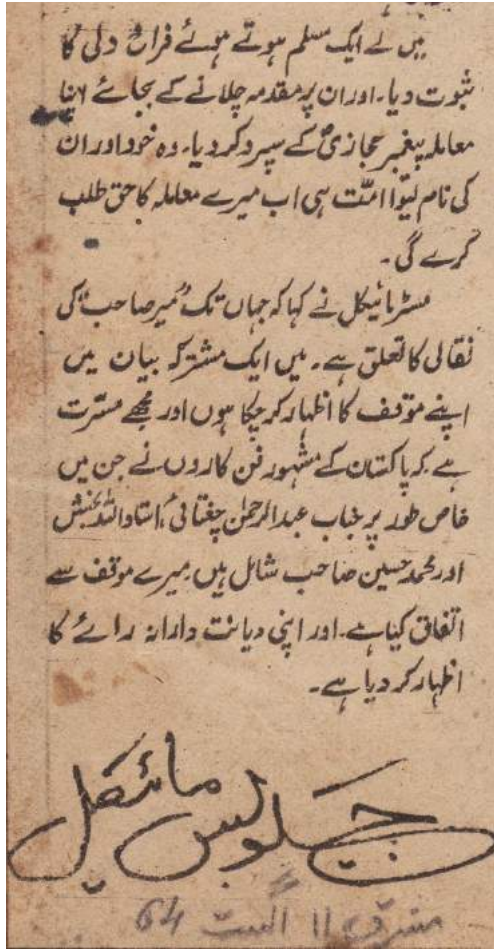 میں نے ایک مسلم ہوتے ہوئے فراخ دلی کا
ثبوت دیا۔ اور ان پر مقدمہ چلانے کے بجائے اپنا
معاملہ پیغمبر حجازیؐ کے سپرد کر دیا۔ وہ خود اور ان
کی نام لیوا امّت ہی اب میرے معاملہ کا حق طلب
کرے گی۔
مسٹر مائیکل نے کہا کہ جہاں تک "میر صاحب" کی
نقالی کا تعلق ہے۔ میں ایک مشترکہ بیان میں
اپنے موقف کا اظہار کر چکا ہوں اور مجھے مسّرت
ہے کہ پاکستان کے مشہور فن کاروں نے جن میں
خاص طور پر جناب عبدالرحمٰن چغتائی، استاد اللہ بخش
اور محمد حسین صاحب شامل ہیں۔ میرے موقف سے
اتفاق کیا ہے۔ اور اپنی دیانت دارانہ رائے کا
اظہار کر دیا ہے۔
مائیکل
مشرق ۱۱ اگست 64